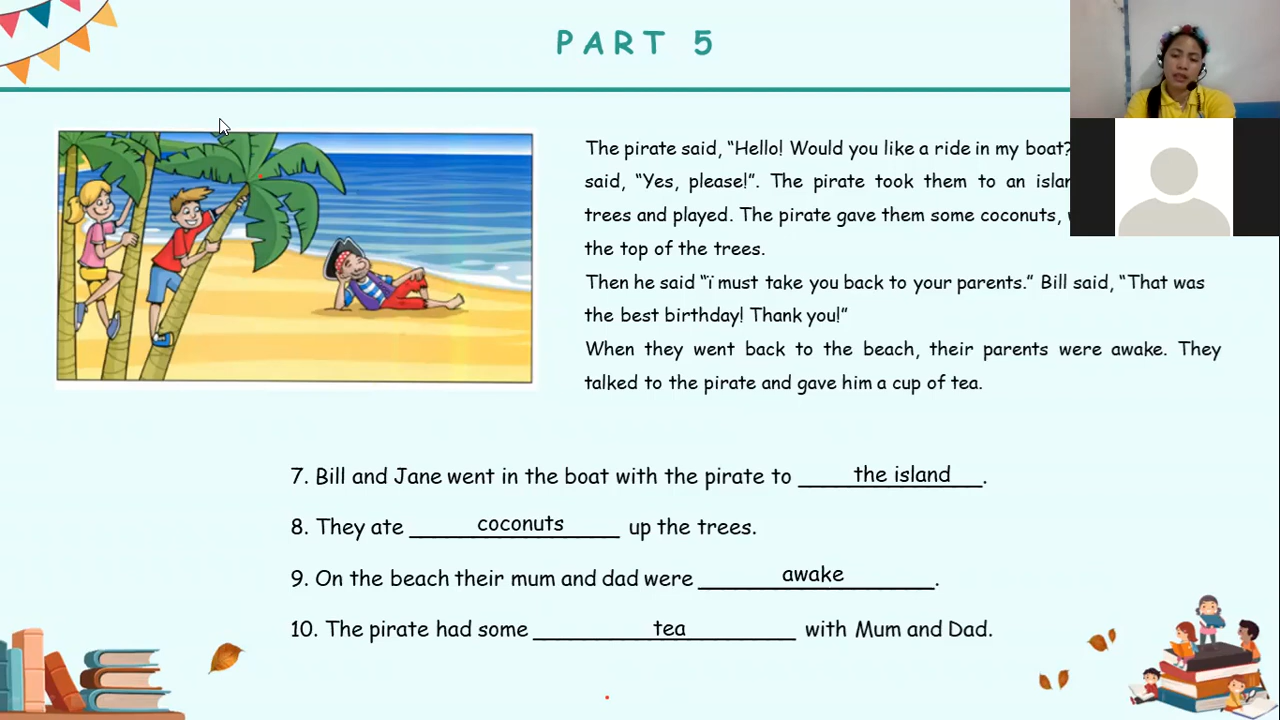 PART 5
The pirate said, “Hello! Would you like a ride in my boat?
said, “Yes, please!”. The pirate took them to an islan
trees and played. The pirate gave them some coconuts,
the top of the trees.
Then he said “ï must take you back to your parents.” Bill said, “That was
the best birthday! Thank you!”
When they went back to the beach, their parents were awake. They
talked to the pirate and gave him a cup of tea.
7. Bill and Jane went in the boat with the pirate to the island.
8. They ate coconuts up the trees.
9. On the beach their mum and dad were awake.
10. The pirate had some tea with Mum and Dad.